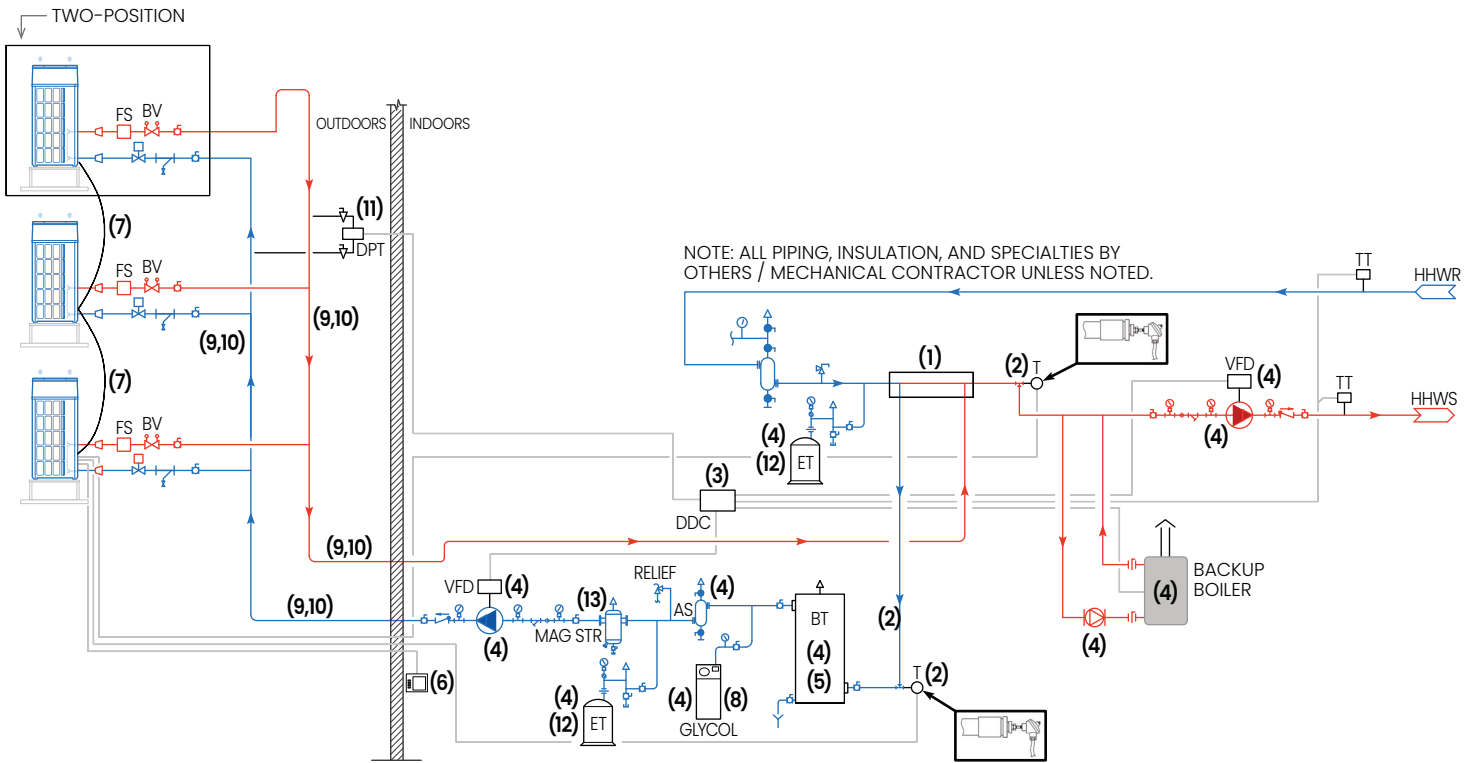 TWO-POSITION
FS BV
OUTDOORS INDOORS
(11)
DPT
(7)
FS BV
(9,10)
(9,10)
(7)
FS BV
NOTE: ALL PIPING, INSULATION, AND SPECIALTIES BY
OTHERS / MECHANICAL CONTRACTOR UNLESS NOTED.
TT
HHWR
(1)
(2) T
VFD
(4)
TT
HHWS
(4)
(4)
(12) ET
(3)
DDC
(9,10)
(9,10)
VFD (4)
(4)
(13)
MAG STR
RELIEF
AS (4)
BT
(4)
(5)
(2)
T (2)
BACKUP
BOILER
(4)
(4)
(6)
(4)
(12) ET
(4) (8)
GLYCOL